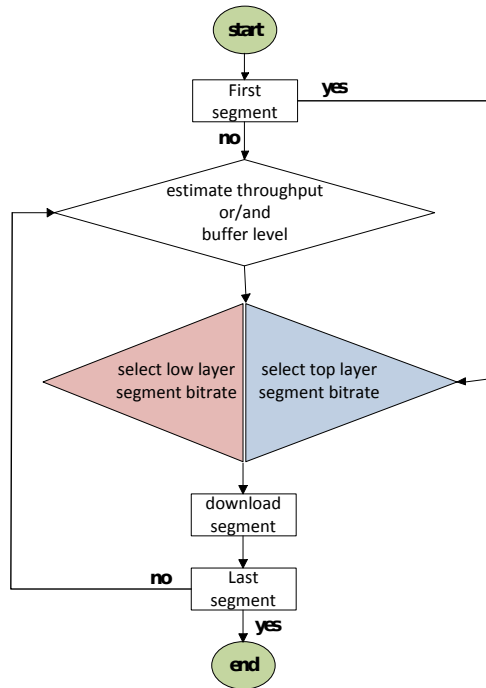 start
First
segment
yes
no
estimate throughput
or/and
buffer level
select low layer
segment bitrate
select top layer
segment bitrate
download
segment
no
Last
segment
yes
end